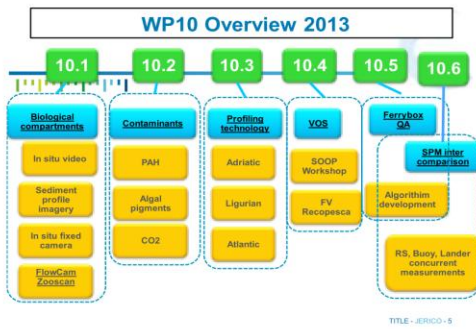 WP10 Overview 2013
10.1
10.2
10.3
10.4
10.5
10.6
Biological
compartments
In situ video
Sediment
profile
imagery
In situ fixed
camera
FlowCam
Zooscan
Contaminants
PAH
Algal
pigments
CO2
Profiling
technology
Adriatic
Ligurian
Atlantic
VOS
SOOP
Workshop
FV
Recopesca
Ferrybox
QA
SPM inter
comparison
Algorithim
development
RS, Buoy, Lander
concurrent
measurements
TITLE - JERICO - 5